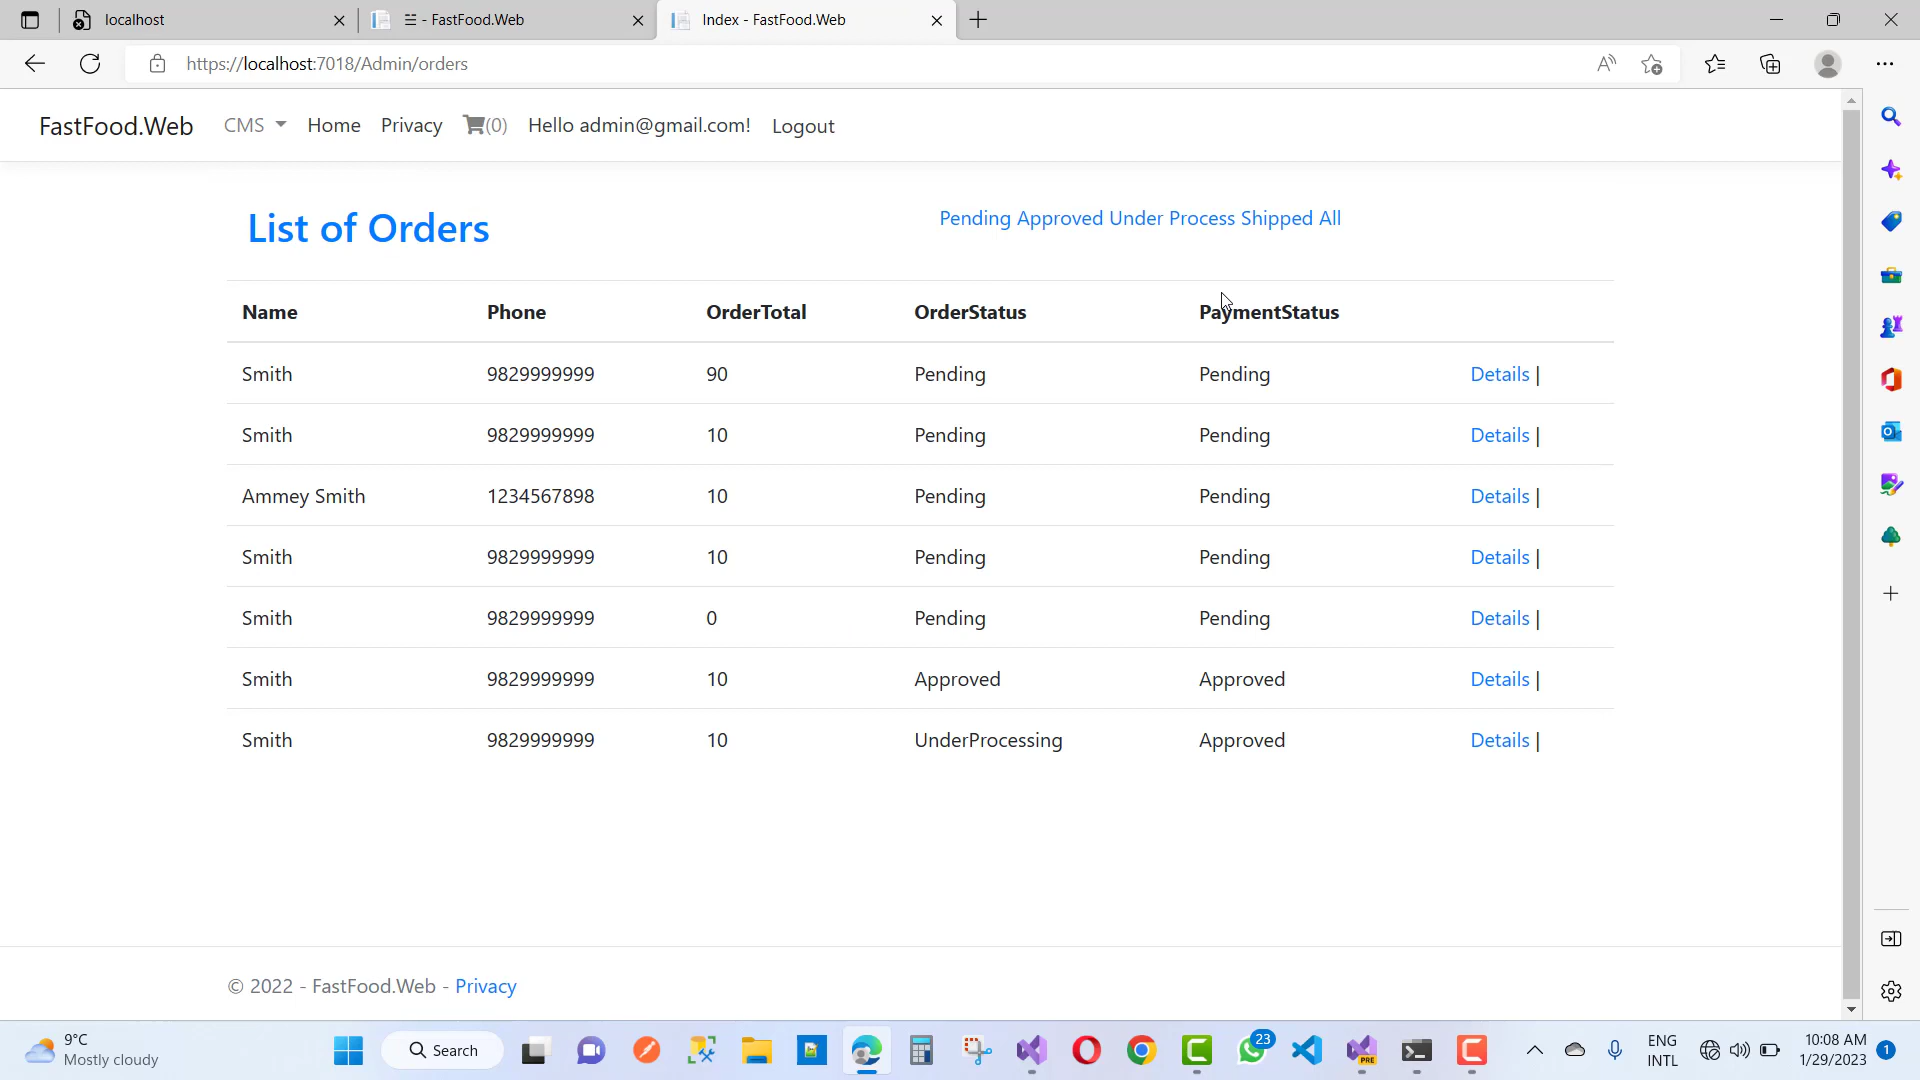 localhost
☱ - FastFood.Web
Index - FastFood.Web
https://localhost:7018/Admin/orders
FastFood.Web CMS Home Privacy (0) Hello admin@gmail.com! Logout
List of Orders
Pending Approved Under Process Shipped All
Name Phone OrderTotal OrderStatus PaymentStatus
Smith 9829999999 90 Pending Pending Details |
Smith 9829999999 10 Pending Pending Details |
Ammey Smith 1234567898 10 Pending Pending Details |
Smith 9829999999 10 Pending Pending Details |
Smith 9829999999 0 Pending Pending Details |
Smith 9829999999 10 Approved Approved Details |
Smith 9829999999 10 UnderProcessing Approved Details |
© 2022 - FastFood.Web - Privacy
9°C
Mostly cloudy
Search
23
PRE
ENG
INTL
10:08 AM
1/29/2023
1